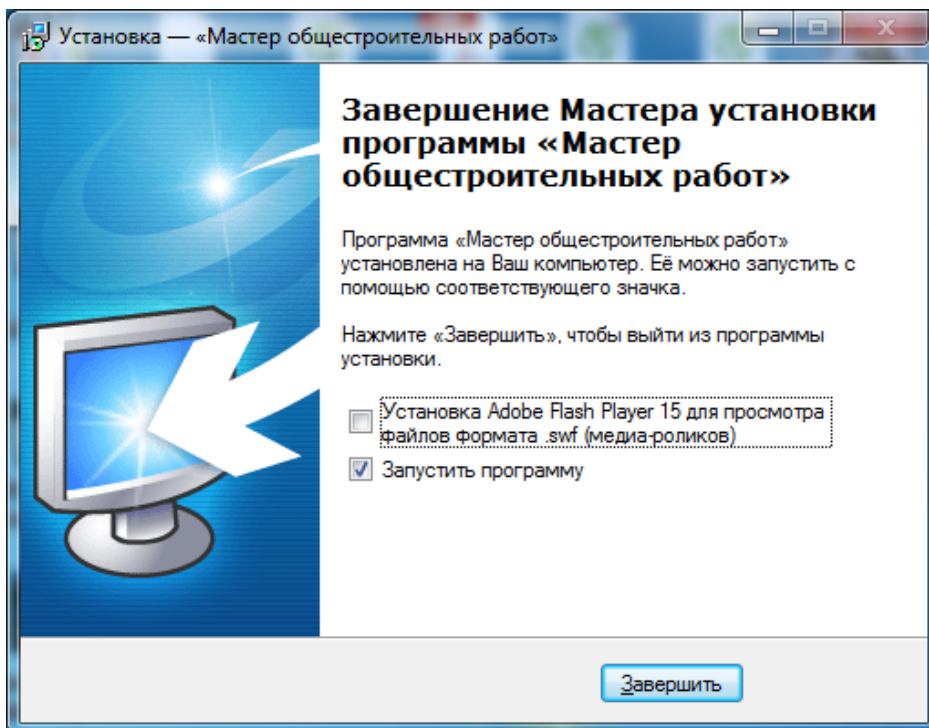 Установка — «Мастер общестроительных работ»
Завершение Мастера установки
программы «Мастер
общестроительных работ»
Программа «Мастер общестроительных работ»
установлена на Ваш компьютер. Её можно запустить с
помощью соответствующего значка.
Нажмите «Завершить», чтобы выйти из программы
установки.
Установка Adobe Flash Player 15 для просмотра
файлов формата .swf (медиа-роликов)
Запустить программу
Завершить